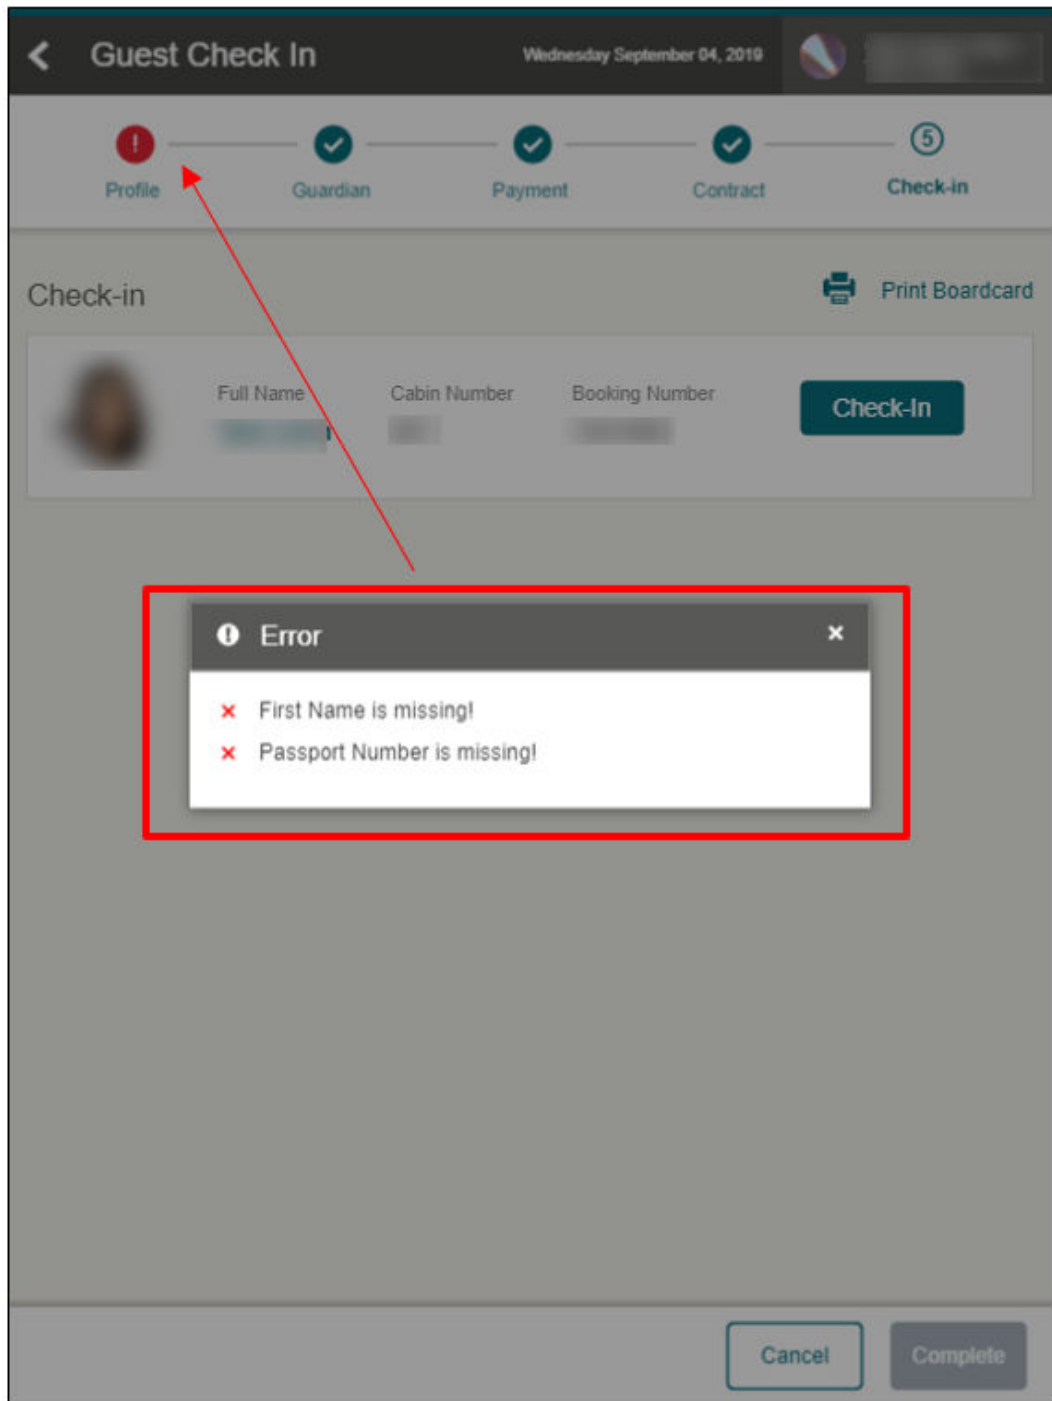 Guest Check In
Wednesday September 04, 2019
Profile
Guardian
Payment
Contract
5
Check-in
Check-in
Print Boardcard
Full Name
Cabin Number
Booking Number
Check-In
Error
First Name is missing!
Passport Number is missing!
Cancel
Complete